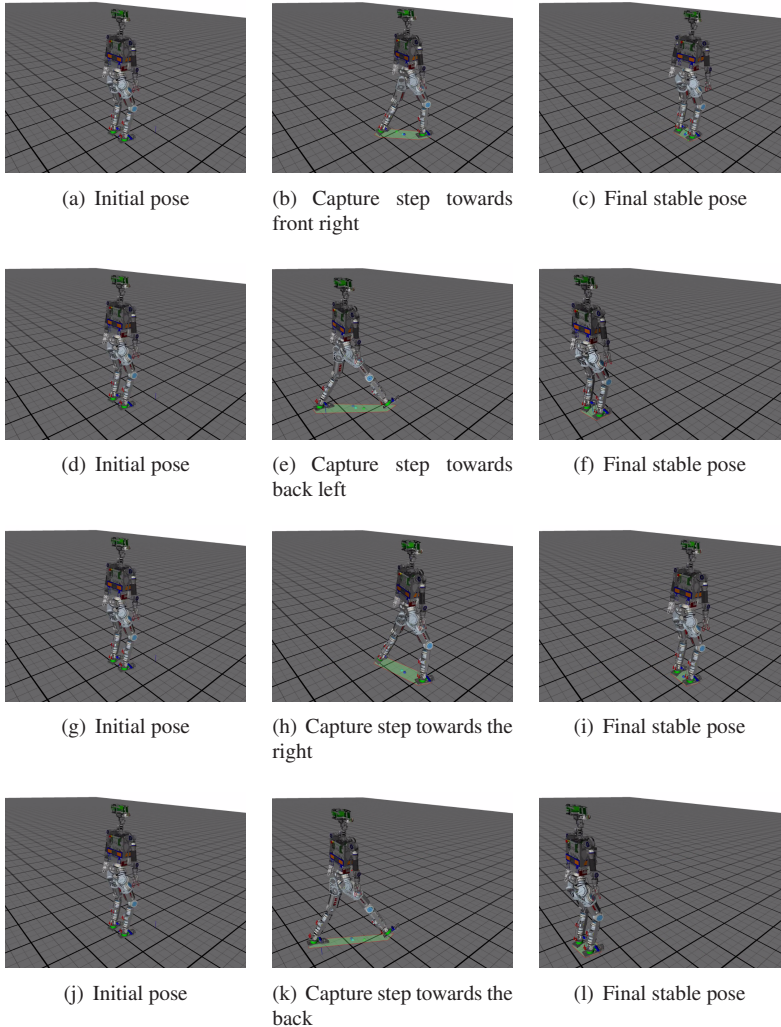 (a) Initial pose
(b) Capture step towards
front right
(c) Final stable pose
(d) Initial pose
(e) Capture step towards
back left
(f) Final stable pose
(g) Initial pose
(h) Capture step towards the
right
(i) Final stable pose
(j) Initial pose
(k) Capture step towards the
back
(l) Final stable pose